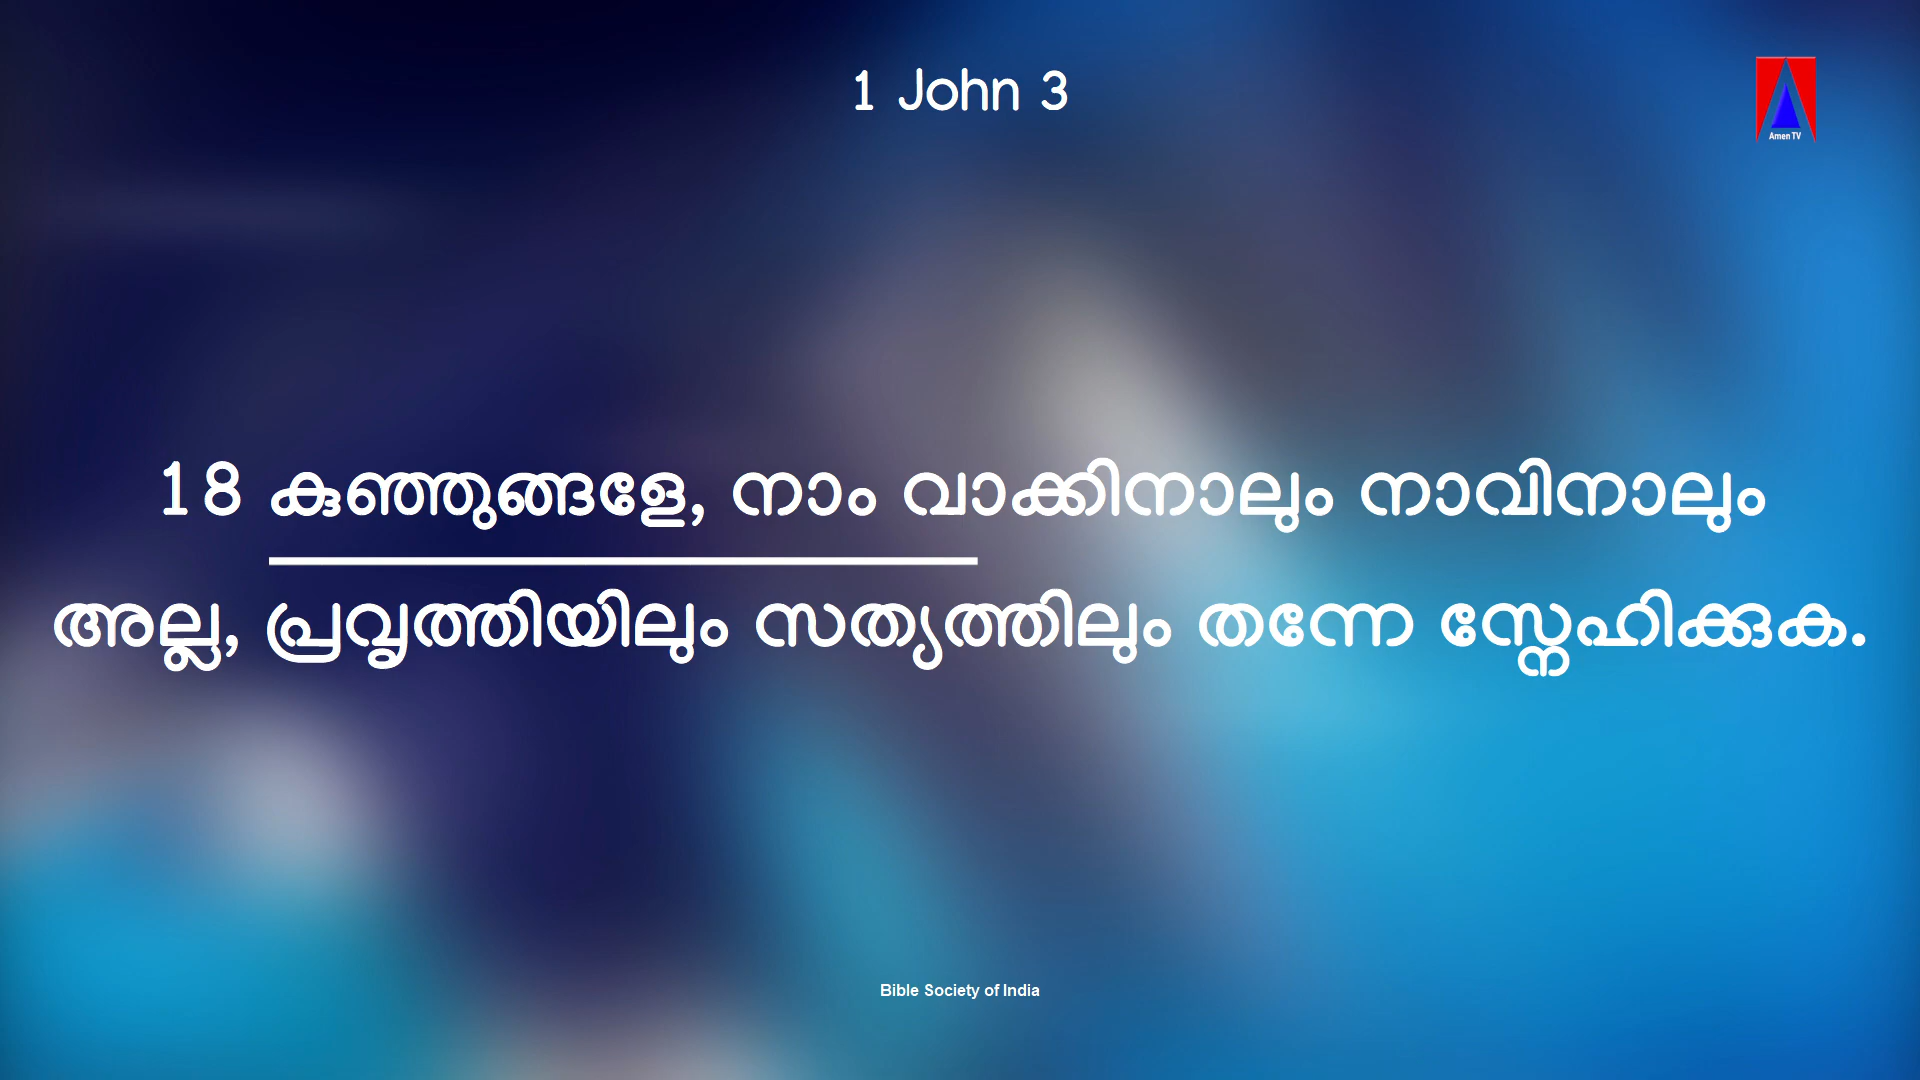 1 John 3
Amen TV
18 കുഞ്ഞുങ്ങളേ, നാം വാക്കിനാലും നാവിനാലും
അല്ല, പ്രവൃത്തിയിലും സത്യത്തിലും തന്നേ സ്നേഹിക്കുക.
Bible Society of India